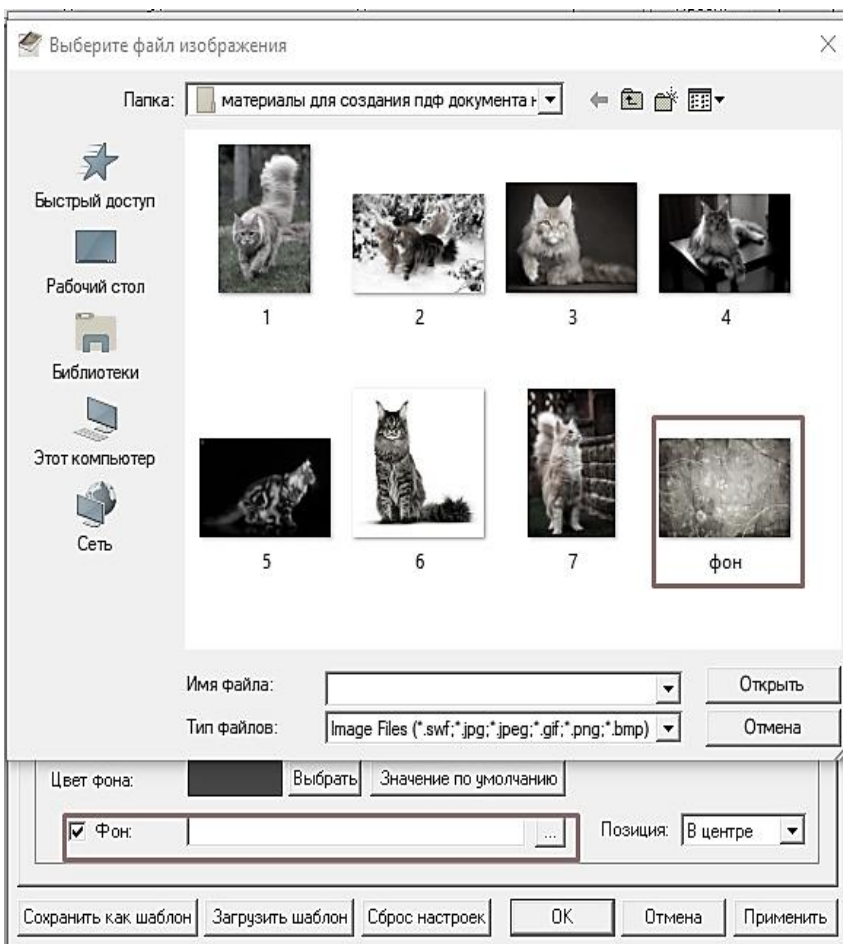 Выберите файл изображения
Папка:
материалы для создания пдф документа
Быстрый доступ
Рабочий стол
Библиотеки
Этот компьютер
Сеть
1
2
3
4
5
6
7
фон
Имя файла:
Открыть
Тип файлов:
Image Files (*.swf;*.jpg;*.jpeg;*.gif;*.png;*.bmp)
Отмена
Цвет фона:
Выбрать
Значение по умолчанию
Фон:
...
Позиция:
В центре
Сохранить как шаблон
Загрузить шаблон
Сброс настроек
OK
Отмена
Применить